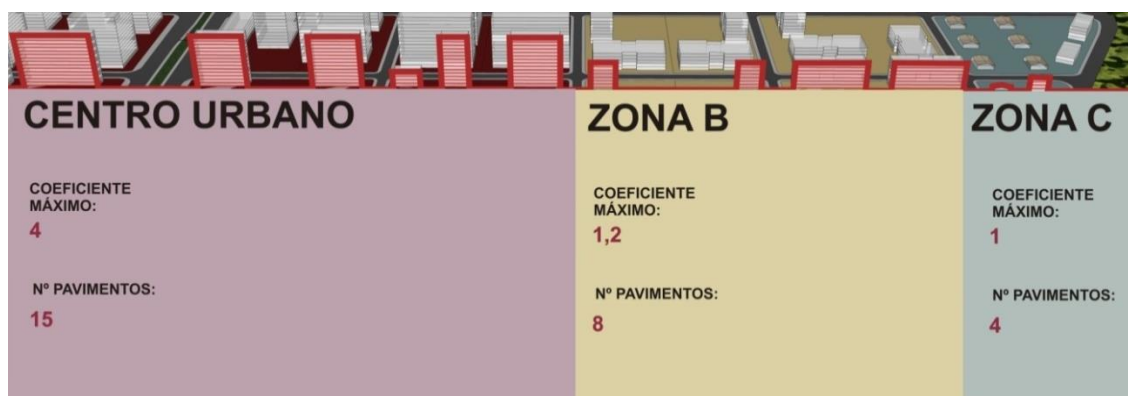 CENTRO URBANO
COEFICIENTE
MÁXIMO:
4
Nº PAVIMENTOS:
15
ZONA B
COEFICIENTE
MÁXIMO:
1,2
Nº PAVIMENTOS:
8
ZONA C
COEFICIENTE
MÁXIMO:
1
Nº PAVIMENTOS:
4